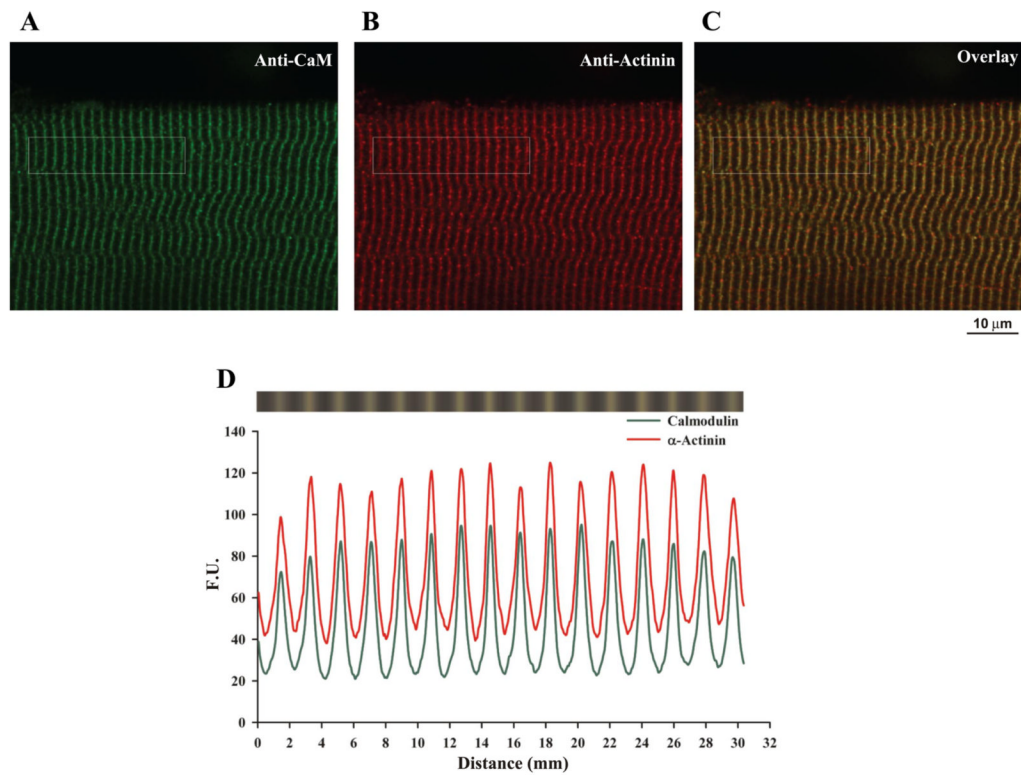 A
B
C
Anti-CaM
Anti-Actinin
Overlay
10 μm
D
Calmodulin
α-Actinin
140
120
100
80
60
40
20
0
F.U.
0 2 4 6 8 10 12 14 16 18 20 22 24 26 28 30 32
Distance (mm)